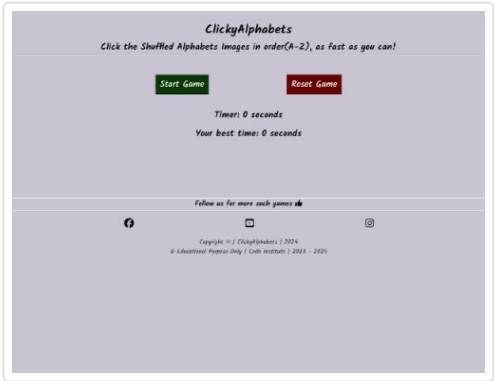 ClickyAlphabets
Click the Shuffled Alphabets Images in order(A-Z), as fast as you can!
Start Game
Reset Game
Timer: 0 seconds
Your best time: 0 seconds
Follow us for more such games
Copyright © | ClickyAlphabets | 2024
© Educational Purpose Only | Code Institute | 2023 - 2024